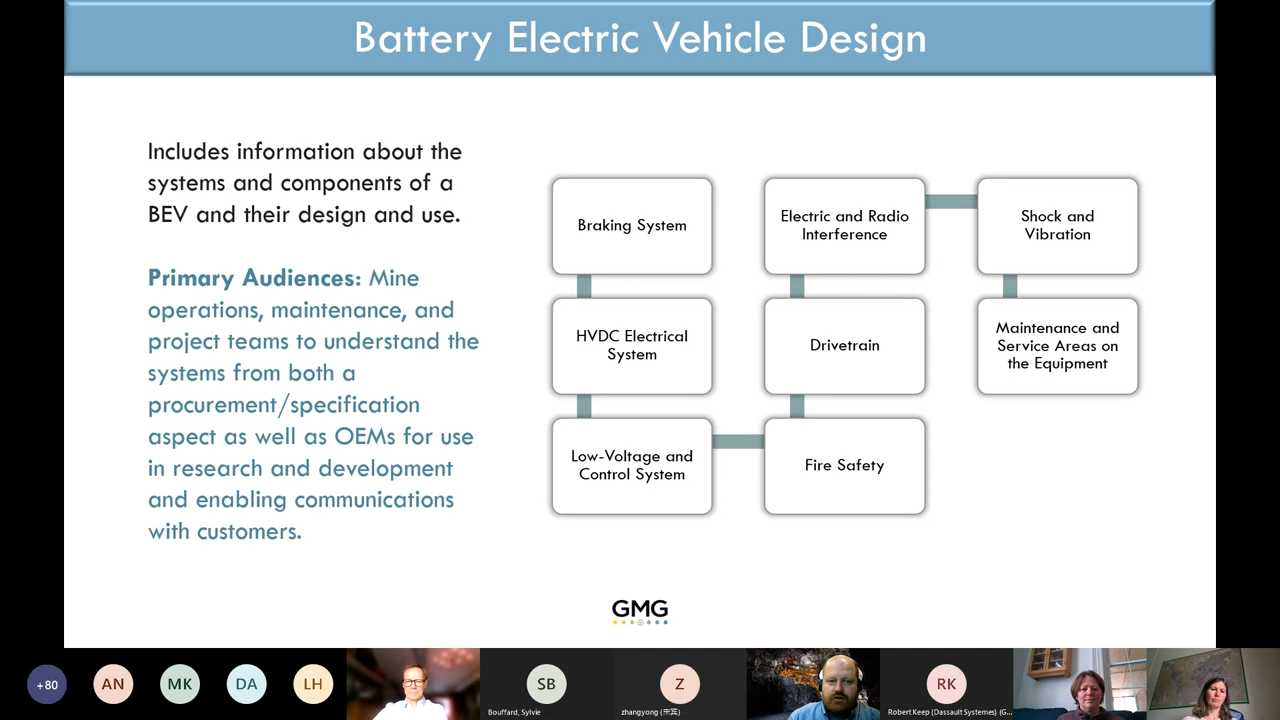 Battery Electric Vehicle Design
Includes information about the
systems and components of a
BEV and their design and use.
Primary Audiences: Mine
operations, maintenance, and
project teams to understand the
systems from both a
procurement/specification
aspect as well as OEMs for use
in research and development
and enabling communications
with customers.
Braking System
HVDC Electrical
System
Low-Voltage and
Control System
Fire Safety
Drivetrain
Electric and Radio
Interference
Shock and
Vibration
Maintenance and
Service Areas on
the Equipment
GMG
+80
AN
MK
DA
LH
SB
Bouffard, Sylvie
Z
zhangyong (来宾)
RK
Robert Keep (Dassault Systemes) (G...